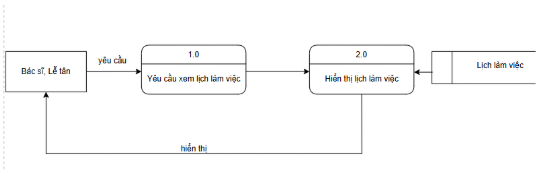 1.0
2.0
yêu cầu
Bác sĩ, Lễ tân
Yêu cầu xem lịch làm việc
Hiển thị lịch làm việc
Lịch làm việc
hiển thị